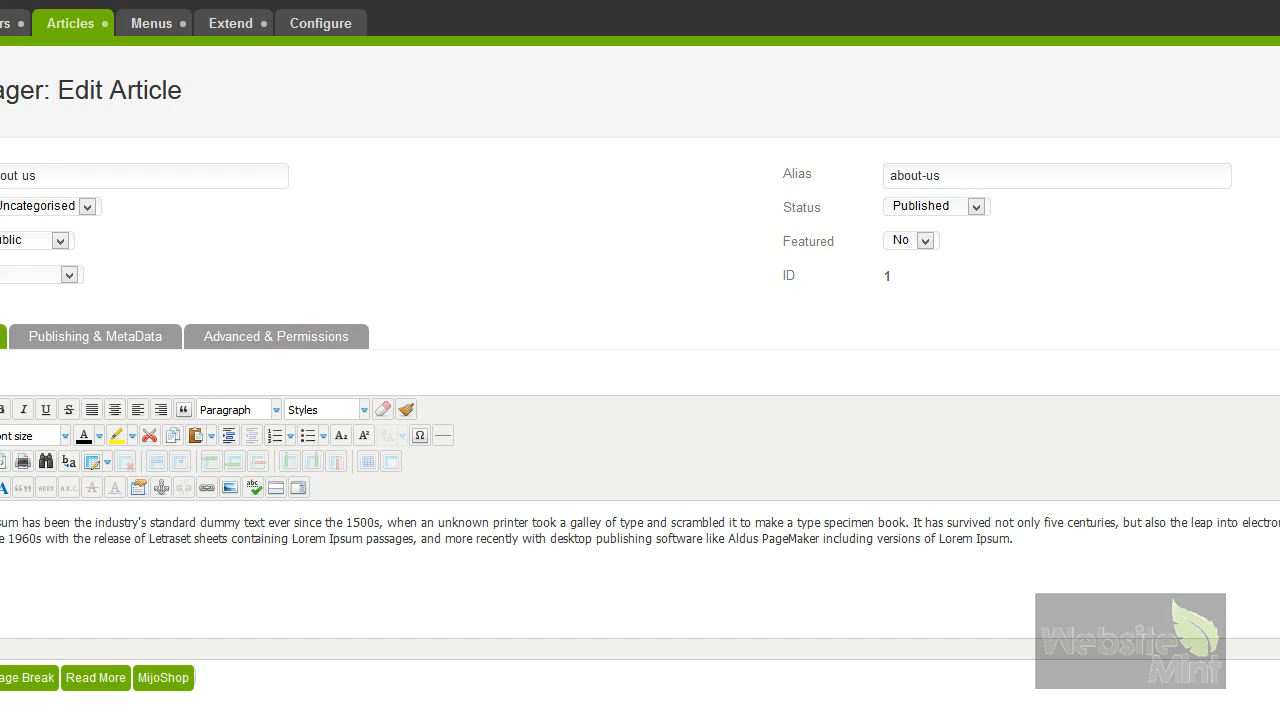 rs Articles Menus Extend Configure
ager: Edit Article
out us Alias about-us
Uncategorised Status Published
ublic Featured No
ID 1
Publishing & MetaData Advanced & Permissions
Paragraph Styles
ont size
sum has been the industry's standard dummy text ever since the 1500s, when an unknown printer took a galley of type and scrambled it to make a type specimen book. It has survived not only five centuries, but also the leap into electro
e 1960s with the release of Letraset sheets containing Lorem Ipsum passages, and more recently with desktop publishing software like Aldus PageMaker including versions of Lorem Ipsum.
Website
Mint
age Break Read More MijoShop